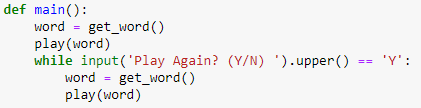 def main():
    word = get_word()
    play(word)
    while input('Play Again? (Y/N) ').upper() == 'Y':
        word = get_word()
        play(word)